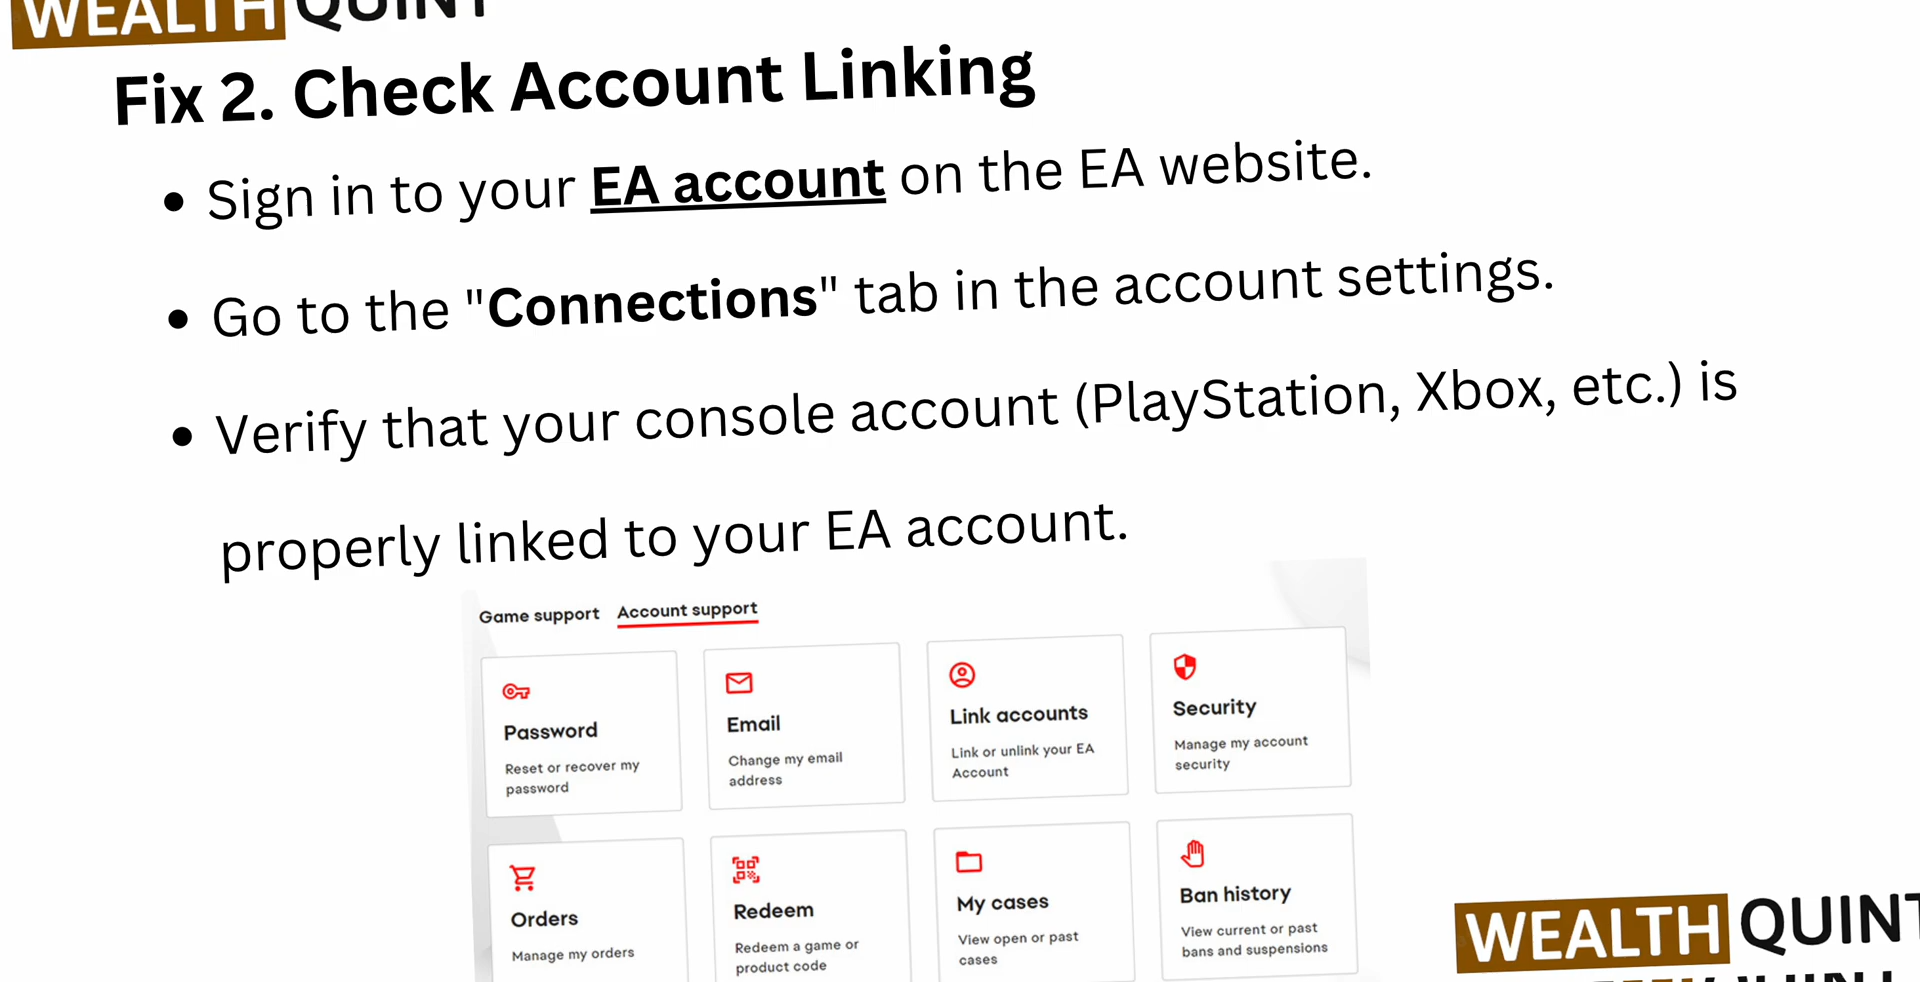 WEALTH QUINT
Fix 2. Check Account Linking
• Sign in to your EA account on the EA website.
• Go to the "Connections" tab in the account settings.
• Verify that your console account (PlayStation, Xbox, etc.) is
properly linked to your EA account.
Game support Account support
Password
Reset or recover my
password
Email
Change my email
address
Link accounts
Link or unlink your EA
Account
Security
Manage my account
security
Orders
Manage my orders
Redeem
Redeem a game or
product code
My cases
View open or past
cases
Ban history
View current or past
bans and suspensions
WEALTH QUINT